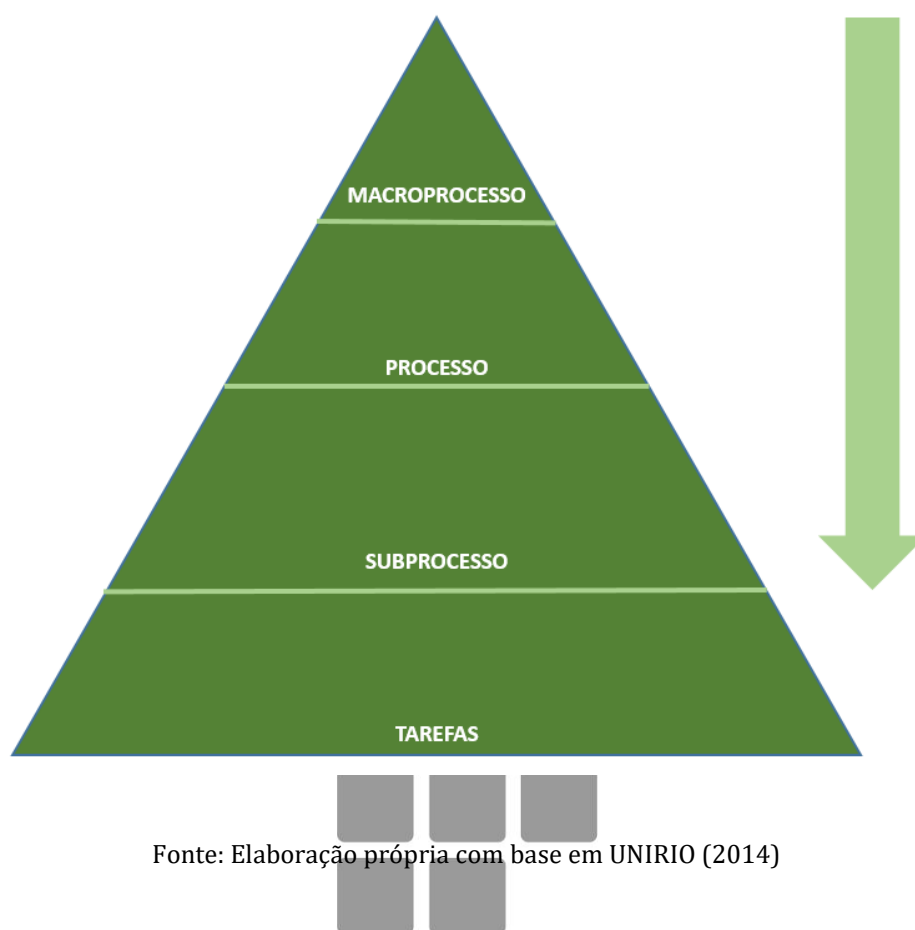 MACROPROCESSO
PROCESSO
SUBPROCESSO
TAREFAS
Fonte: Elaboração própria com base em UNIRIO (2014)